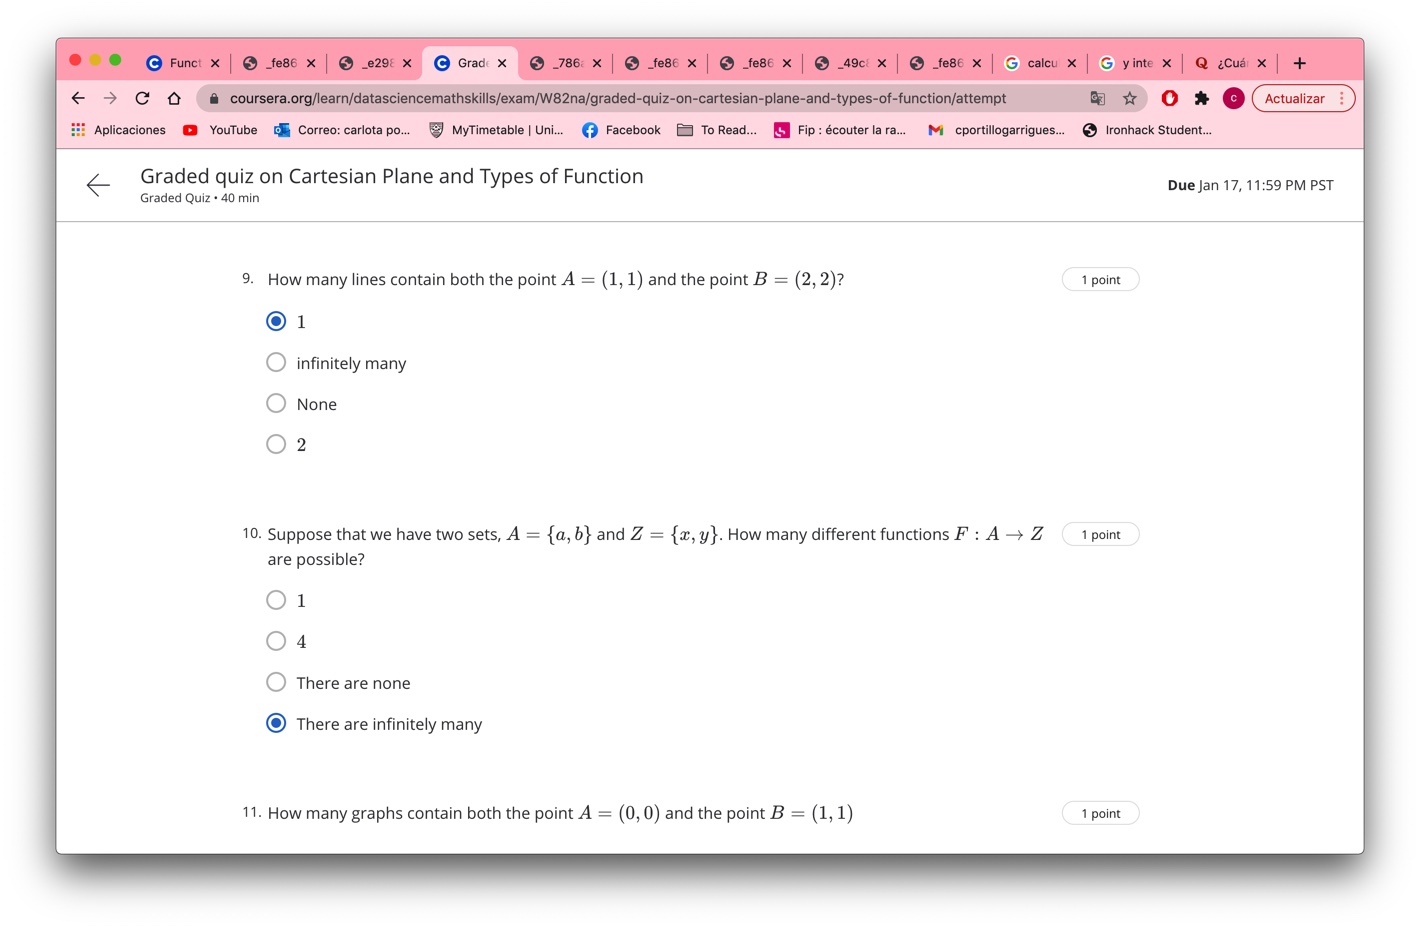 Funct
_fe86
_e298
Grade
_786
_fe86
_fe86
_49c
_fe86
calcu
y inte
¿Cuá
coursera.org/learn/datasciencemathskills/exam/W82na/graded-quiz-on-cartesian-plane-and-types-of-function/attempt
C
Actualizar
Aplicaciones YouTube Correo: carlota po... MyTimetable | Uni... Facebook To Read... Fip : écouter la ra... cportillogarrigues... Ironhack Student...
Graded quiz on Cartesian Plane and Types of Function
Graded Quiz • 40 min
Due Jan 17, 11:59 PM PST
9. How many lines contain both the point A = (1, 1) and the point B = (2, 2)? 1 point
1
infinitely many
None
2
10. Suppose that we have two sets, A = {a, b} and Z = {x, y}. How many different functions F : A → Z 1 point
are possible?
1
4
There are none
There are infinitely many
11. How many graphs contain both the point A = (0, 0) and the point B = (1, 1) 1 point